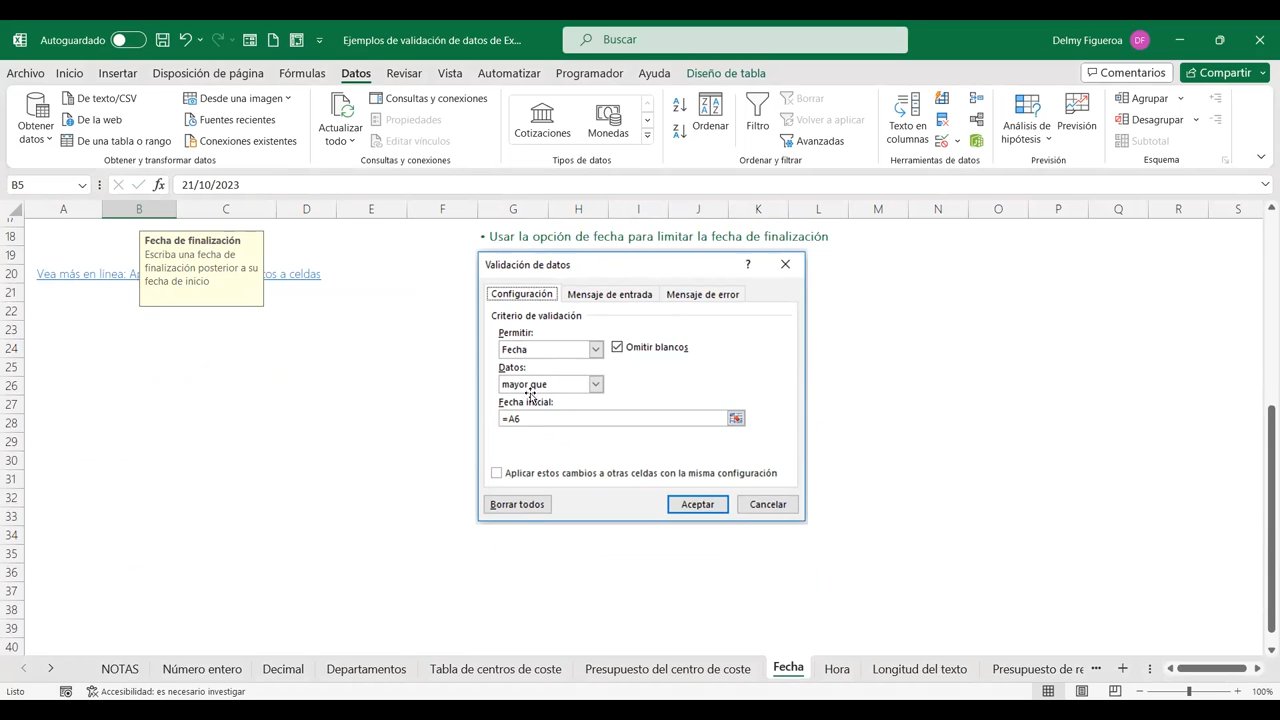 Autoguardado
Ejemplos de validación de datos de Ex...
Buscar
Delmy Figueroa
DF
Archivo Inicio Insertar Disposición de página Fórmulas Datos Revisar Vista Automatizar Programador Ayuda Diseño de tabla
Comentarios
Compartir
Obtener datos
De texto/CSV
De la web
De una tabla o rango
Desde una imagen
Fuentes recientes
Conexiones existentes
Obtener y transformar datos
Actualizar todo
Consultas y conexiones
Propiedades
Editar vínculos
Consultas y conexiones
Cotizaciones
Monedas
Tipos de datos
Ordenar
Filtro
Borrar
Volver a aplicar
Avanzadas
Ordenar y filtrar
Texto en columnas
Herramientas de datos
Análisis de hipótesis
Previsión
Previsión
Agrupar
Desagrupar
Subtotal
Esquema
B5
fx
21/10/2023
A B C D E F G H I J K L M N O P Q R S
18
19
20
21
22
23
24
25
26
27
28
29
30
31
32
33
34
35
36
37
38
39
40
• Usar la opción de fecha para limitar la fecha de finalización
Fecha de finalización
Escriba una fecha de
finalización posterior a su
fecha de inicio
Vea más en línea: A
os a celdas
Validación de datos
?
Configuración Mensaje de entrada Mensaje de error
Criterio de validación
Permitir:
Fecha
Omitir blancos
Datos:
mayor que
Fecha inicial:
=A6
Aplicar estos cambios a otras celdas con la misma configuración
Borrar todos Aceptar Cancelar
NOTAS Número entero Decimal Departamentos Tabla de centros de coste Presupuesto del centro de coste Fecha Hora Longitud del texto Presupuesto de re ...
Listo
Accesibilidad: es necesario investigar
100%